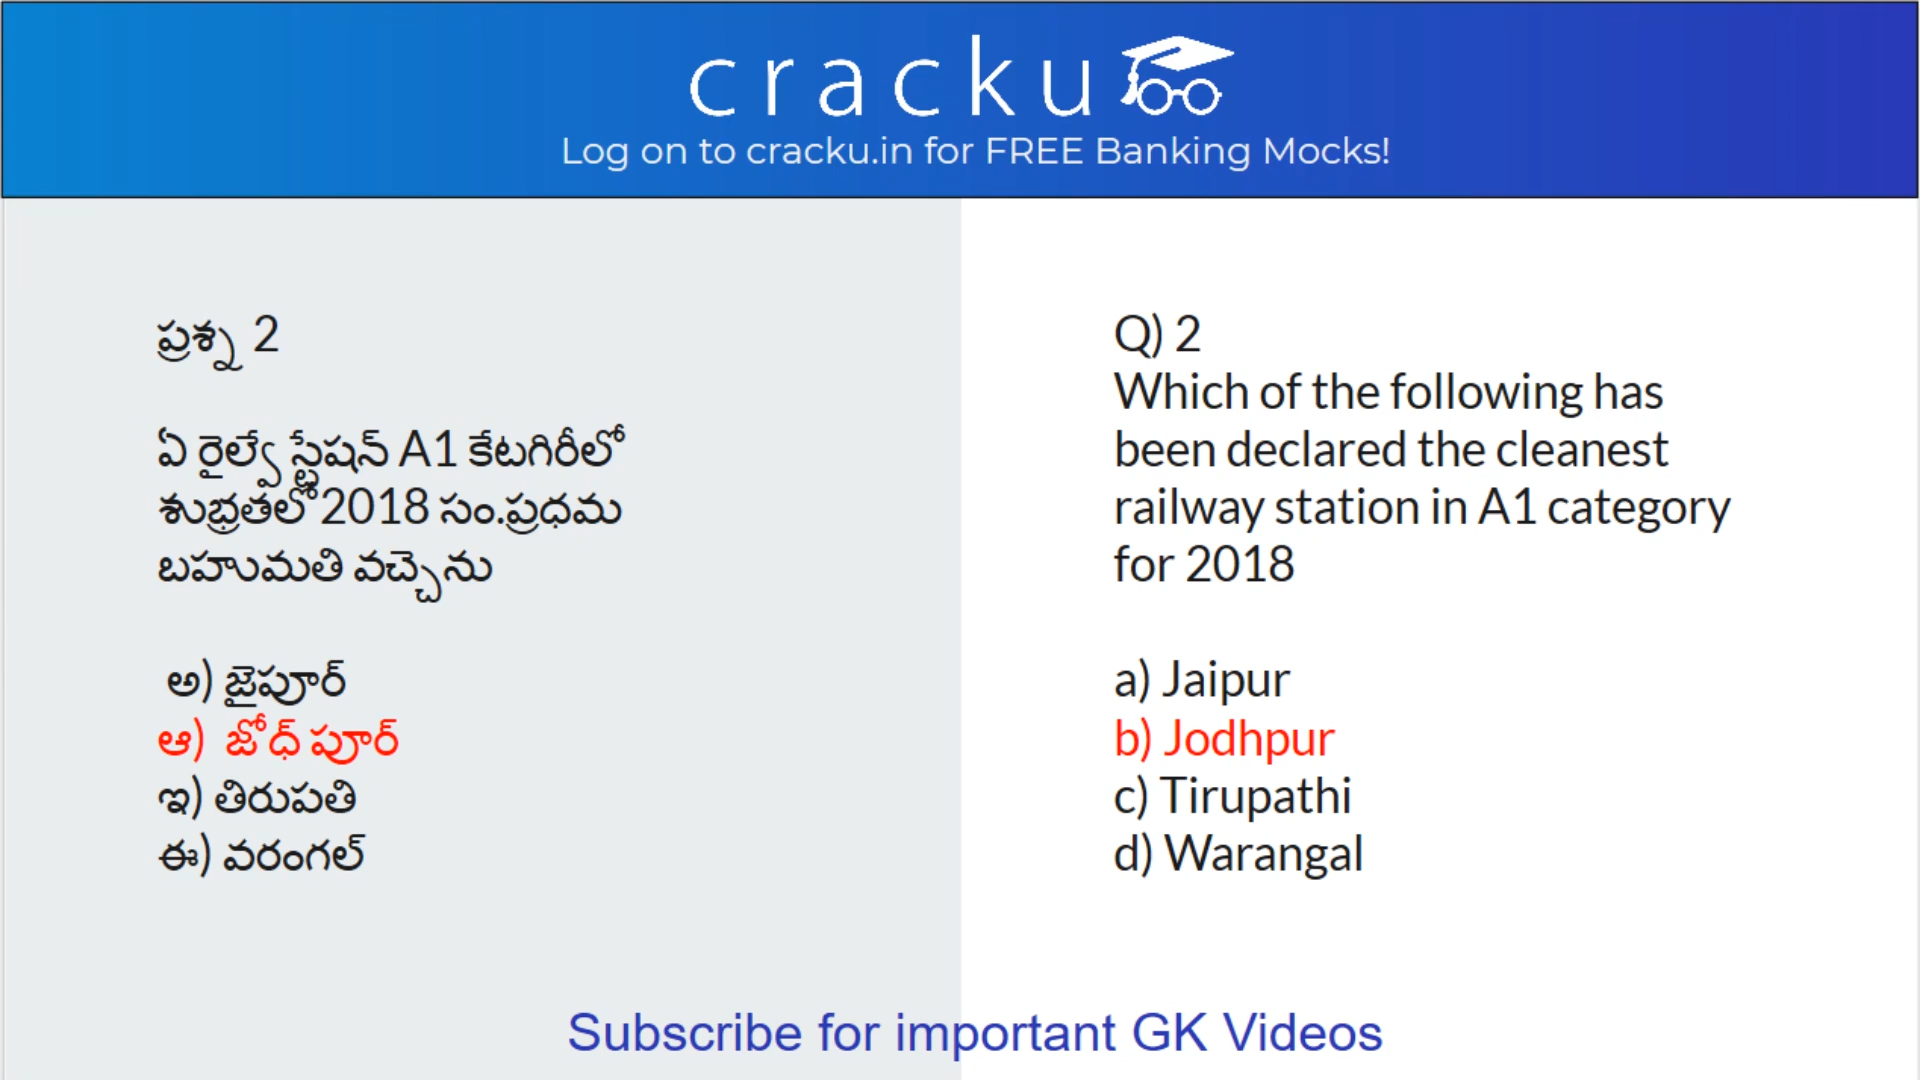 cracku
Log on to cracku.in for FREE Banking Mocks!
ప్రశ్న 2
ఏ రైల్వే స్టేషన్ A1 కేటగిరీలో
శుభ్రతలో 2018 సం.ప్రధమ
బహుమతి వచ్చెను
అ) జైపూర్
ఆ) జోధ్ పూర్
ఇ) తిరుపతి
ఈ) వరంగల్
Q) 2
Which of the following has
been declared the cleanest
railway station in A1 category
for 2018
a) Jaipur
b) Jodhpur
c) Tirupathi
d) Warangal
Subscribe for important GK Videos